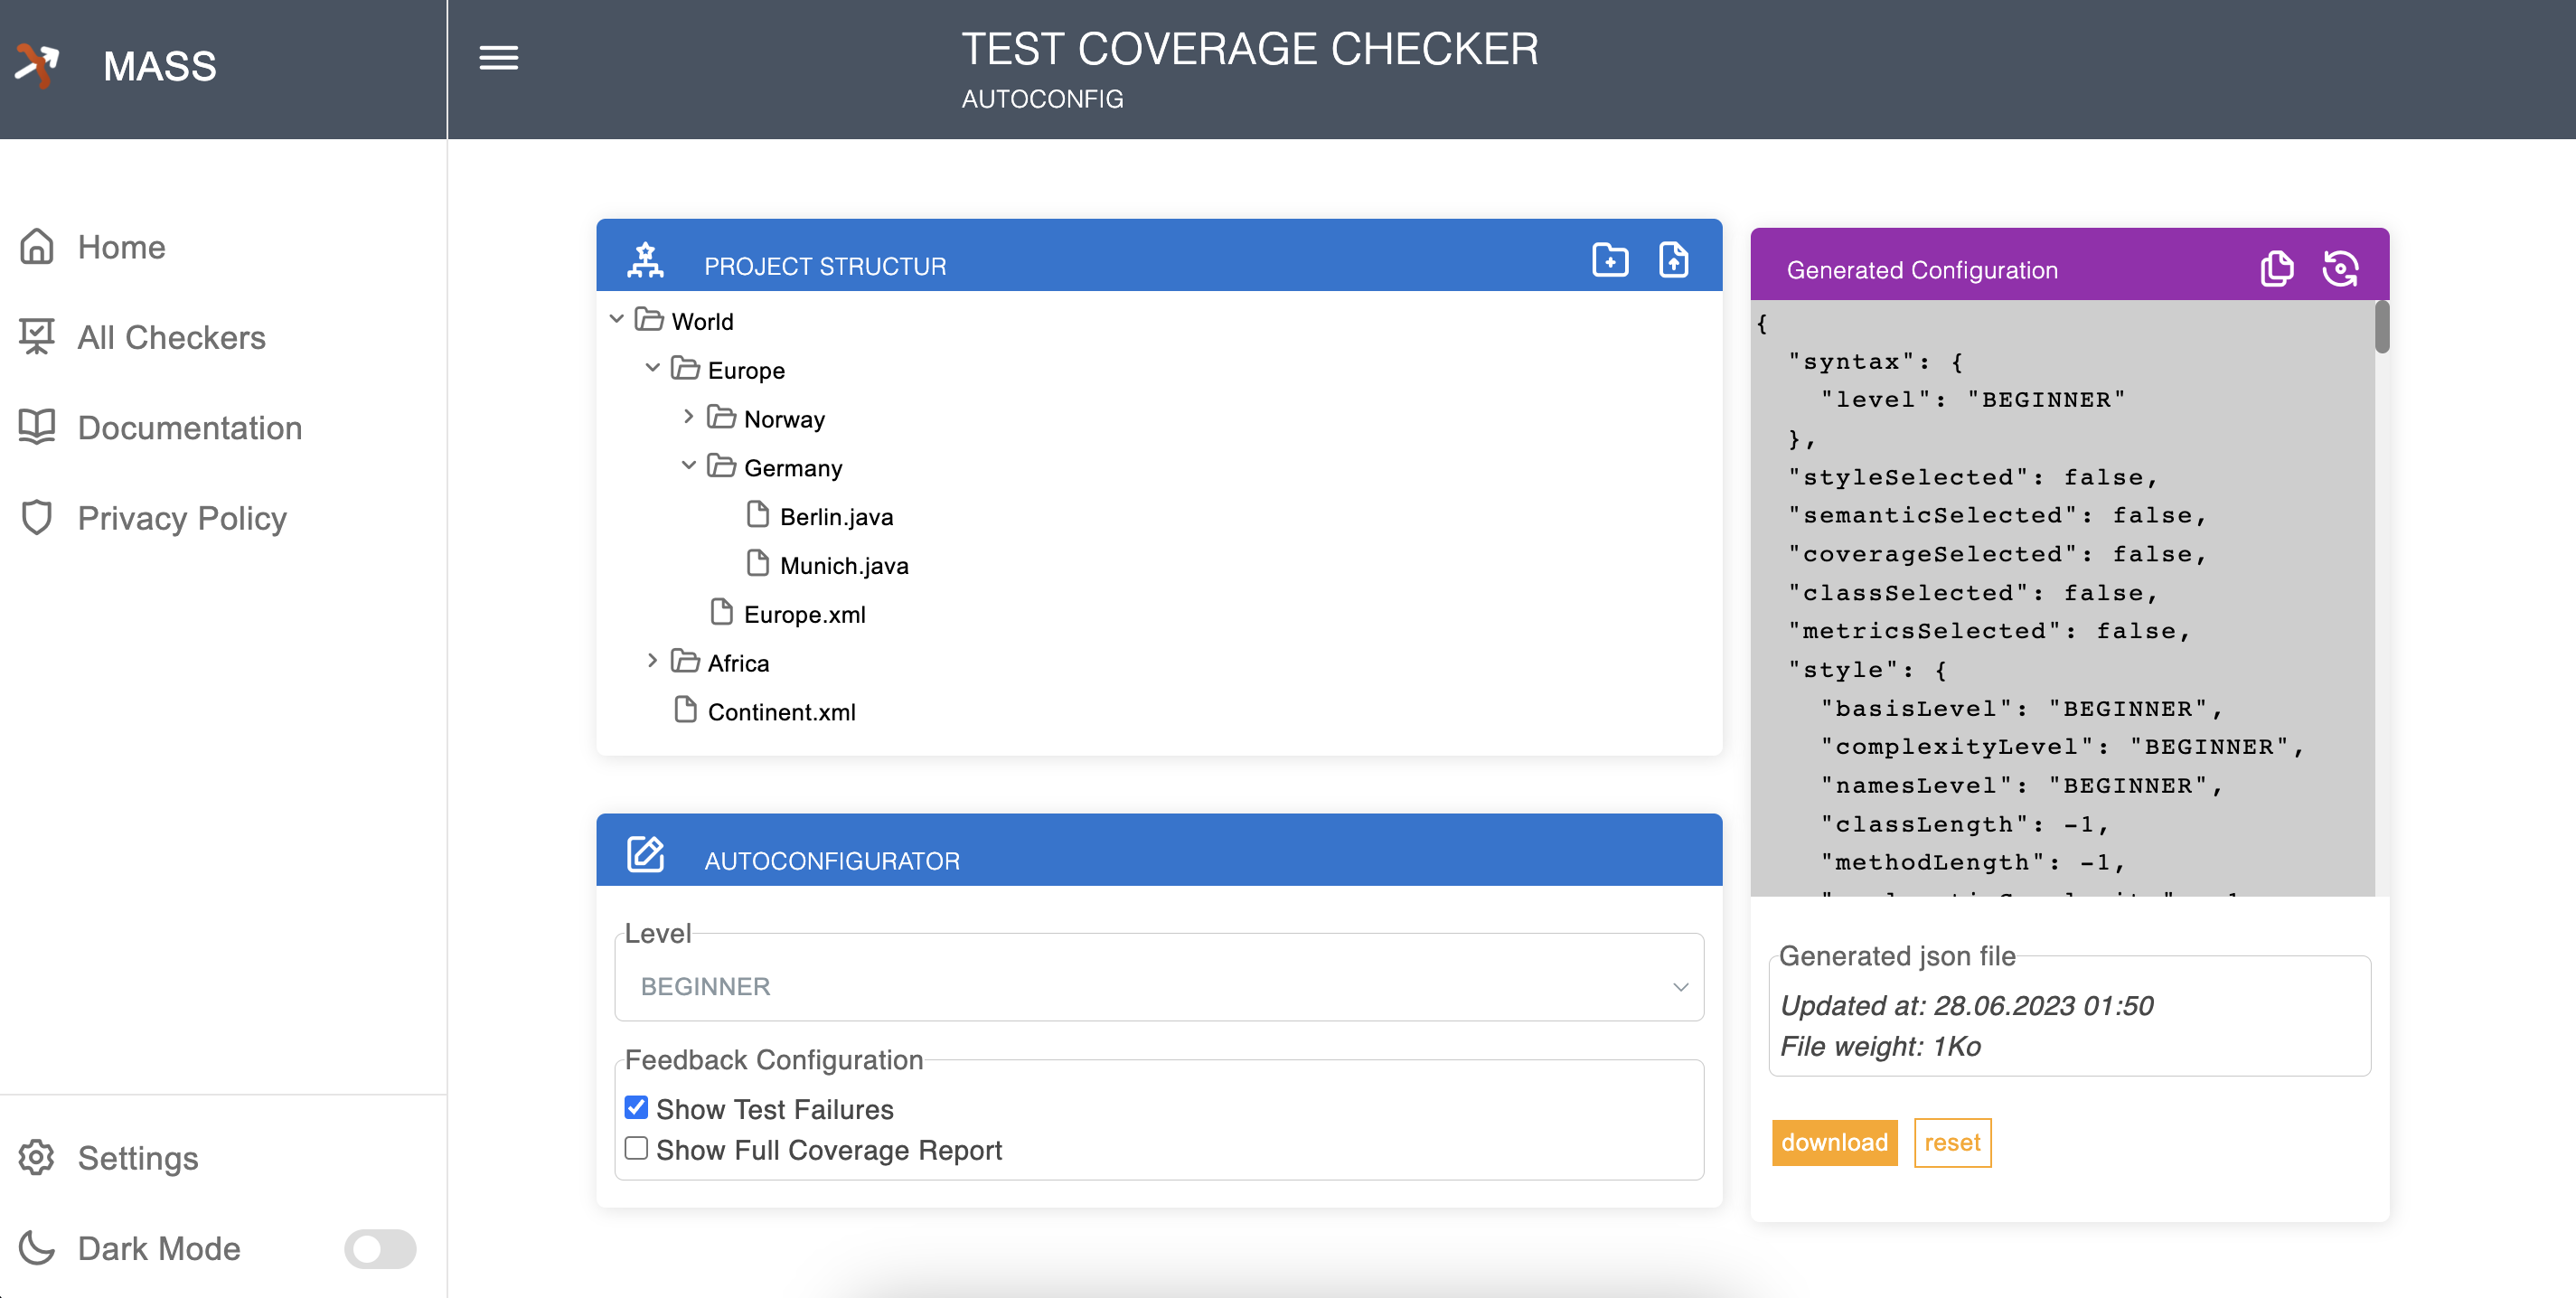 MASS
TEST COVERAGE CHECKER
AUTOCONFIG
Home
All Checkers
Documentation
Privacy Policy
Settings
Dark Mode
PROJECT STRUCTUR
World
Europe
Norway
Germany
Berlin.java
Munich.java
Europe.xml
Africa
Continent.xml
AUTOCONFIGURATOR
Level
BEGINNER
Feedback Configuration
Show Test Failures
Show Full Coverage Report
Generated Configuration
{
"syntax": {
"level": "BEGINNER"
},
"styleSelected": false,
"semanticSelected": false,
"coverageSelected": false,
"classSelected": false,
"metricsSelected": false,
"style": {
"basisLevel": "BEGINNER",
"complexityLevel": "BEGINNER",
"namesLevel": "BEGINNER",
"classLength": -1,
"methodLength": -1,
Generated json file
Updated at: 28.06.2023 01:50
File weight: 1Ko
download
reset